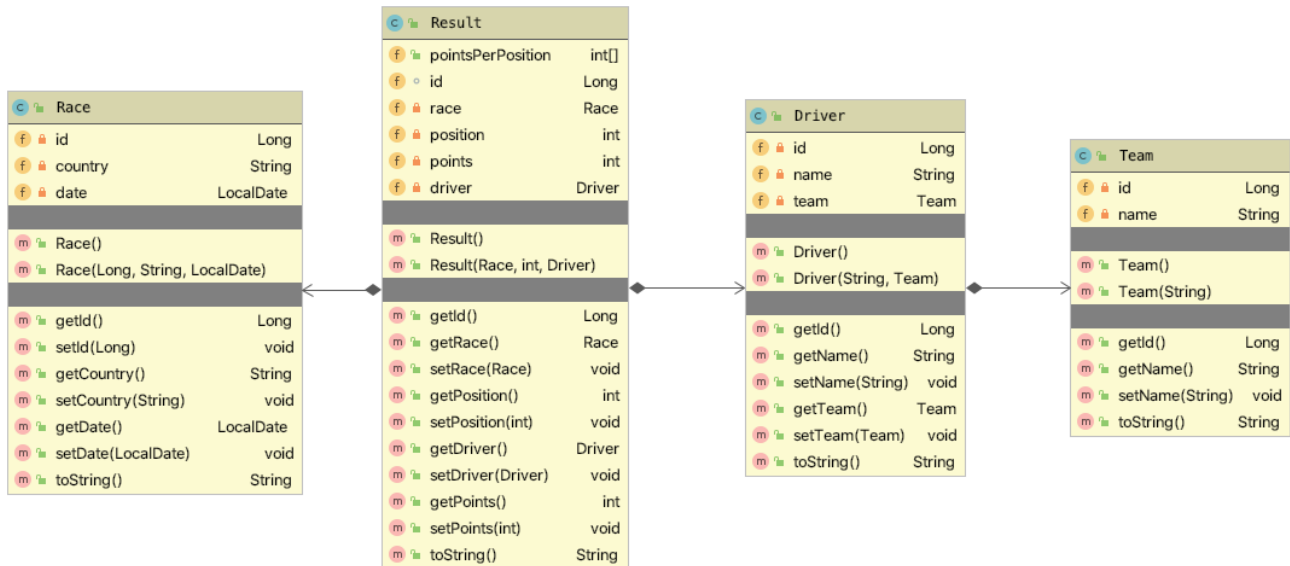 Race
id Long
country String
date LocalDate
Race()
Race(Long, String, LocalDate)
getId() Long
setId(Long) void
getCountry() String
setCountry(String) void
getDate() LocalDate
setDate(LocalDate) void
toString() String
Result
pointsPerPosition int[]
id Long
race Race
position int
points int
driver Driver
Result()
Result(Race, int, Driver)
getId() Long
getRace() Race
setRace(Race) void
getPosition() int
setPosition(int) void
getDriver() Driver
setDriver(Driver) void
getPoints() int
setPoints(int) void
toString() String
Driver
id Long
name String
team Team
Driver()
Driver(String, Team)
getId() Long
getName() String
setName(String) void
getTeam() Team
setTeam(Team) void
toString() String
Team
id Long
name String
Team()
Team(String)
getId() Long
getName() String
setName(String) void
toString() String